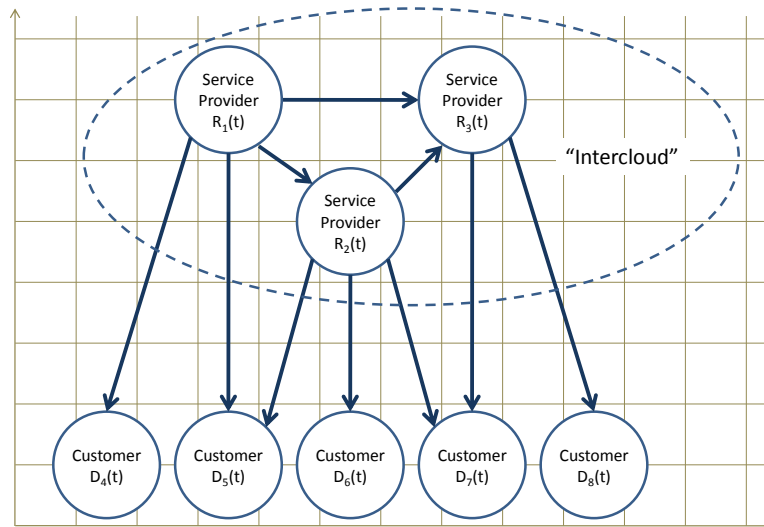 Service
Provider
R₁(t)
Service
Provider
R₃(t)
“Intercloud”
Service
Provider
R₂(t)
Customer
D₄(t)
Customer
D₅(t)
Customer
D₆(t)
Customer
D₇(t)
Customer
D₈(t)